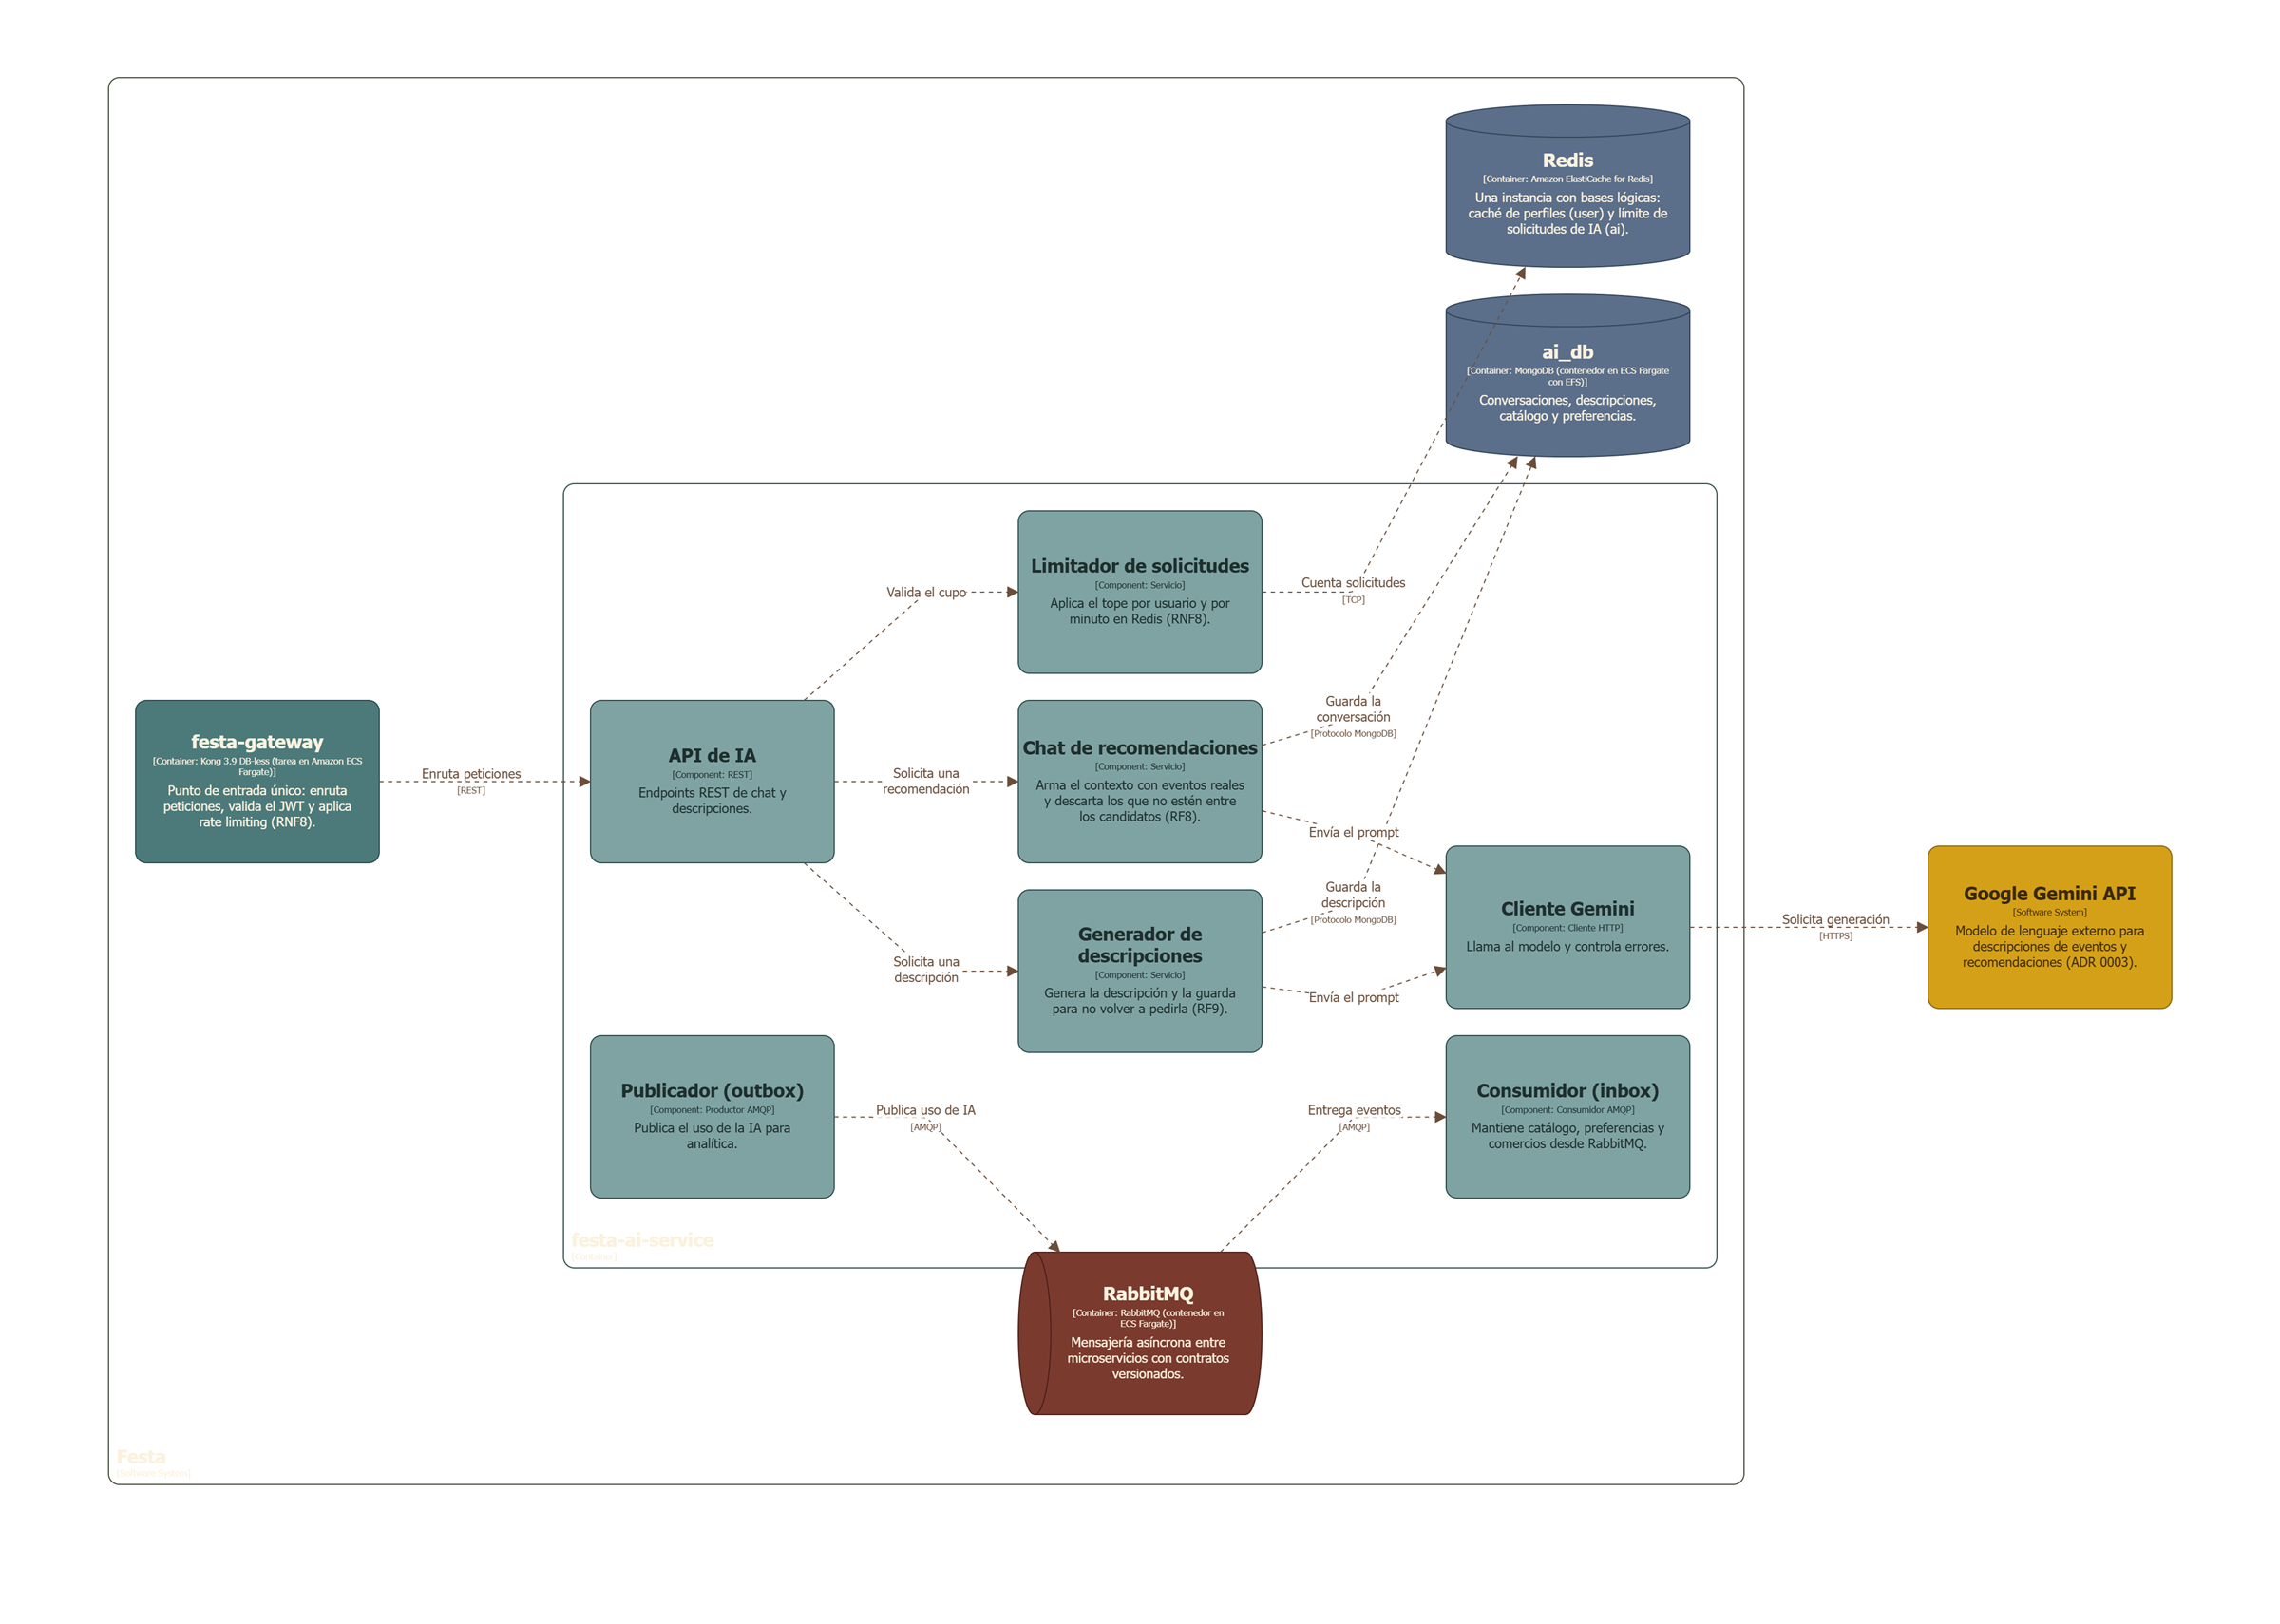 Redis
[Container: Amazon ElastiCache for Redis]
Una instancia con bases lógicas:
caché de perfiles (user) y límite de
solicitudes de IA (ai).
ai_db
[Container: MongoDB (contenedor en ECS Fargate
con EFS)]
Conversaciones, descripciones,
catálogo y preferencias.
Limitador de solicitudes
[Component: Servicio]
Aplica el tope por usuario y por
minuto en Redis (RNF8).
Valida el cupo
Cuenta solicitudes
[TCP]
festa-gateway
[Container: Kong 3.9 DB-less (tarea en Amazon ECS
Fargate)]
Punto de entrada único: enruta
peticiones, valida el JWT y aplica
rate limiting (RNF8).
Enruta peticiones
[REST]
API de IA
[Component: REST]
Endpoints REST de chat y
descripciones.
Solicita una
recomendación
Chat de recomendaciones
[Component: Servicio]
Arma el contexto con eventos reales
y descarta los que no estén entre
los candidatos (RF8).
Guarda la
conversación
[Protocolo MongoDB]
Envía el prompt
Solicita una
descripción
Generador de
descripciones
[Component: Servicio]
Genera la descripción y la guarda
para no volver a pedirla (RF9).
Guarda la
descripción
[Protocolo MongoDB]
Envía el prompt
Cliente Gemini
[Component: Cliente HTTP]
Llama al modelo y controla errores.
Solicita generación
[HTTPS]
Google Gemini API
[Software System]
Modelo de lenguaje externo para
descripciones de eventos y
recomendaciones (ADR 0003).
Publicador (outbox)
[Component: Productor AMQP]
Publica el uso de la IA para
analítica.
Publica uso de IA
[AMQP]
Entrega eventos
[AMQP]
Consumidor (inbox)
[Component: Consumidor AMQP]
Mantiene catálogo, preferencias y
comercios desde RabbitMQ.
festa-ai-service
[Container]
RabbitMQ
[Container: RabbitMQ (contenedor en
ECS Fargate)]
Mensajería asíncrona entre
microservicios con contratos
versionados.
Festa
[Software System]